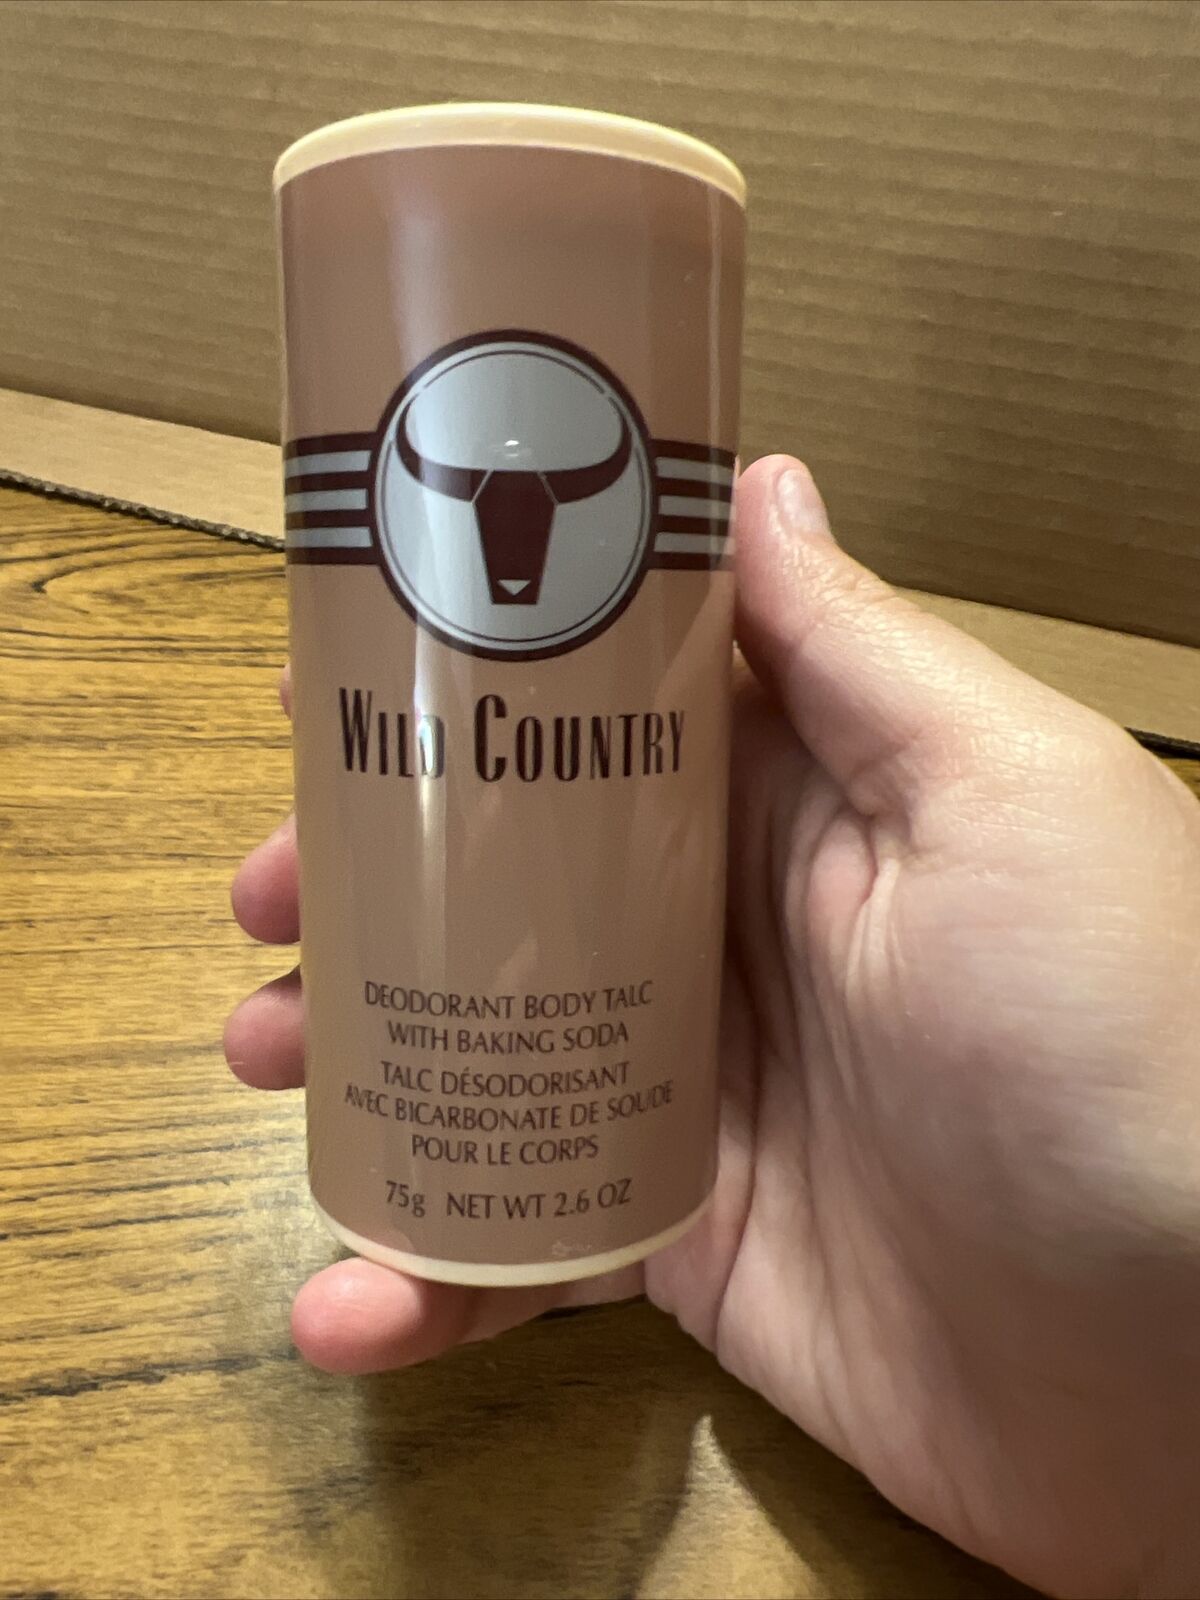 WILD COUNTRY
DEODORANT BODY TALC
WITH BAKING SODA
TALC DÉSODORISANT
AVEC BICARBONATE DE SOUDE
POUR LE CORPS
75g NET WT 2.6 OZ